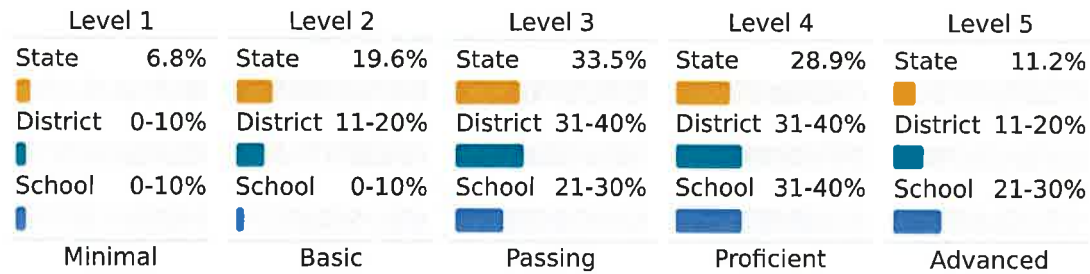 Level 1
State 6.8%
District 0-10%
School 0-10%
Minimal
Level 2
State 19.6%
District 11-20%
School 0-10%
Basic
Level 3
State 33.5%
District 31-40%
School 21-30%
Passing
Level 4
State 28.9%
District 31-40%
School 31-40%
Proficient
Level 5
State 11.2%
District 11-20%
School 21-30%
Advanced